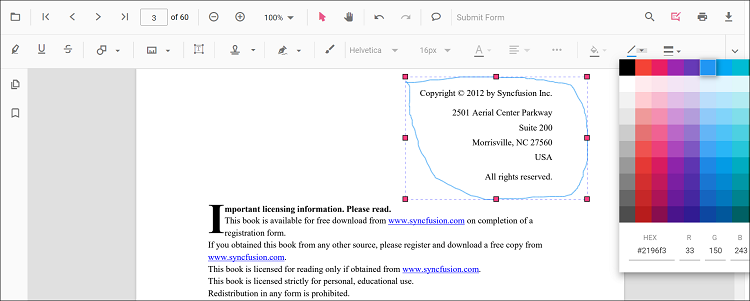 3 of 60 100% Submit Form
Helvetica 16px A
Copyright © 2012 by Syncfusion Inc.
2501 Aerial Center Parkway
Suite 200
Morrisville, NC 27560
USA
All rights reserved.
Important licensing information. Please read.
This book is available for free download from www.syncfusion.com on completion of a
registration form.
If you obtained this book from any other source, please register and download a free copy from
www.syncfusion.com.
This book is licensed for reading only if obtained from www.syncfusion.com.
This book is licensed strictly for personal, educational use.
Redistribution in any form is prohibited.
HEX R G B
#2196f3 33 150 243